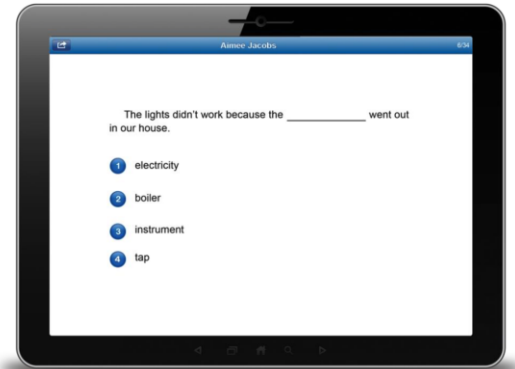 Aimee Jacobs 6/34
The lights didn't work because the ______________ went out
in our house.
1 electricity
2 boiler
3 instrument
4 tap